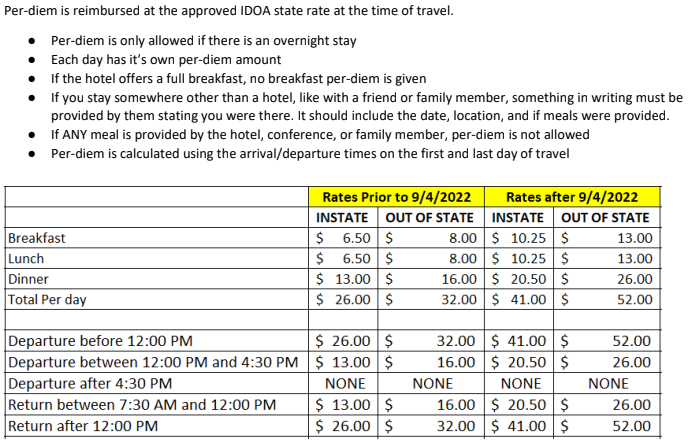 Per-diem is reimbursed at the approved IDOA state rate at the time of travel.
● Per-diem is only allowed if there is an overnight stay
● Each day has it's own per-diem amount
● If the hotel offers a full breakfast, no breakfast per-diem is given
● If you stay somewhere other than a hotel, like with a friend or family member, something in writing must be
provided by them stating you were there. It should include the date, location, and if meals were provided.
● If ANY meal is provided by the hotel, conference, or family member, per-diem is not allowed
● Per-diem is calculated using the arrival/departure times on the first and last day of travel
Rates Prior to 9/4/2022 Rates after 9/4/2022
INSTATE OUT OF STATE INSTATE OUT OF STATE
Breakfast $ 6.50 $ 8.00 $ 10.25 $ 13.00
Lunch $ 6.50 $ 8.00 $ 10.25 $ 13.00
Dinner $ 13.00 $ 16.00 $ 20.50 $ 26.00
Total Per day $ 26.00 $ 32.00 $ 41.00 $ 52.00
Departure before 12:00 PM $ 26.00 $ 32.00 $ 41.00 $ 52.00
Departure between 12:00 PM and 4:30 PM $ 13.00 $ 16.00 $ 20.50 $ 26.00
Departure after 4:30 PM NONE NONE NONE NONE
Return between 7:30 AM and 12:00 PM $ 13.00 $ 16.00 $ 20.50 $ 26.00
Return after 12:00 PM $ 26.00 $ 32.00 $ 41.00 $ 52.00